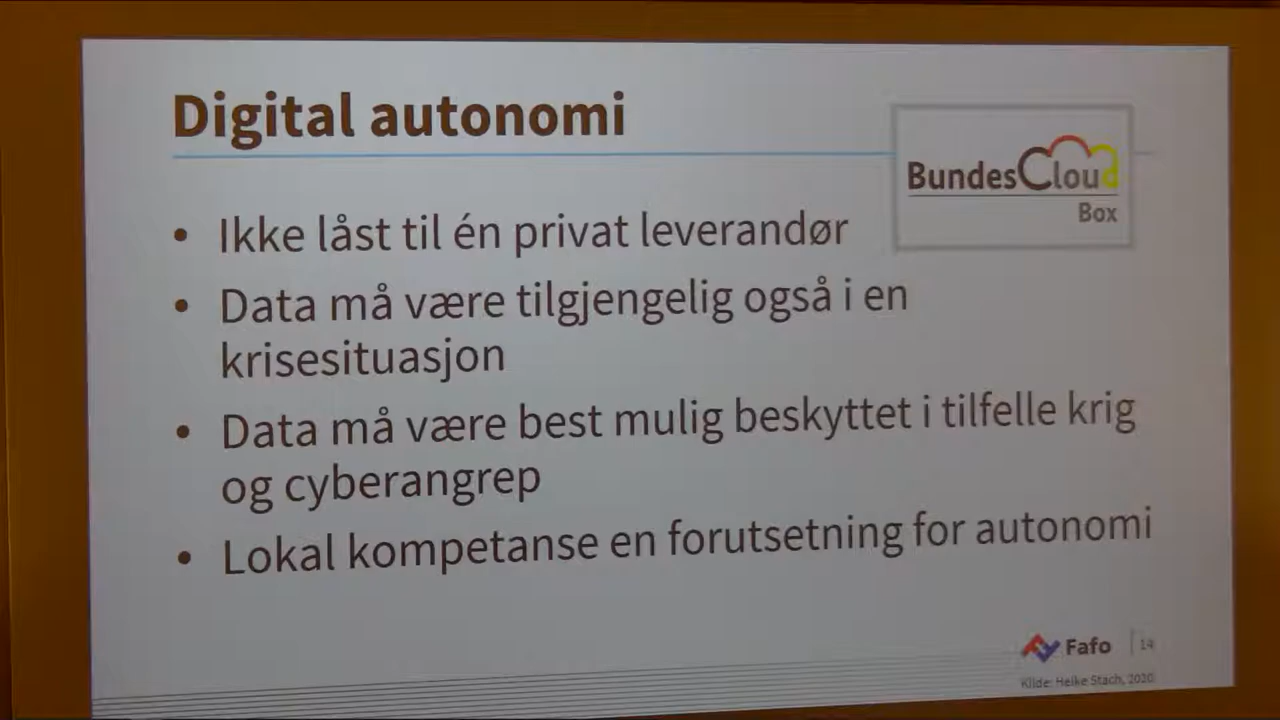 Digital autonomi
BundesCloud
Box
• Ikke låst til én privat leverandør
• Data må være tilgjengelig også i en
krisesituasjon
• Data må være best mulig beskyttet i tilfelle krig
og cyberangrep
• Lokal kompetanse en forutsetning for autonomi
Fafo | 14
Kilde: Heike Stach, 2020